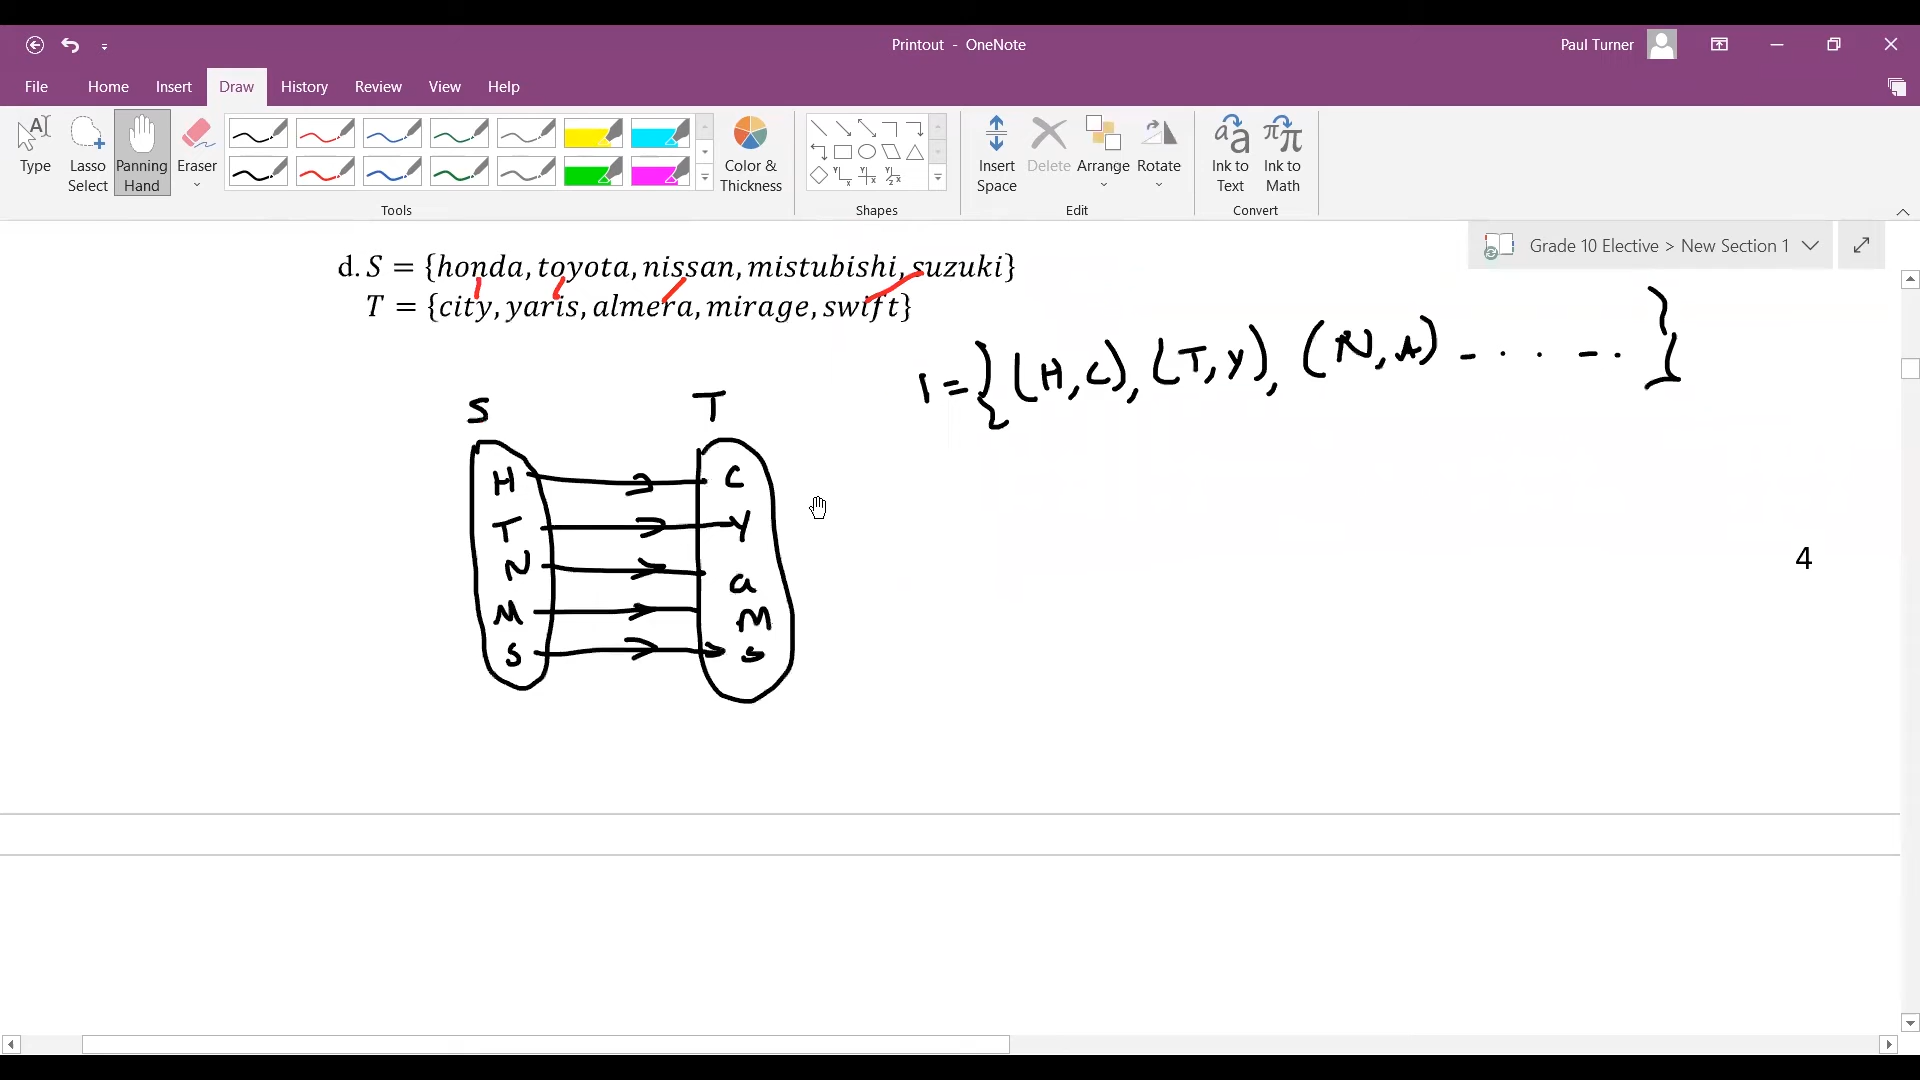 Printout - OneNote
Paul Turner
File Home Insert Draw History Review View Help
Type
Lasso Select
Panning Hand
Eraser
Color & Thickness
Insert Space
Delete
Arrange
Rotate
Ink to Text
Ink to Math
Tools
Shapes
Edit
Convert
Grade 10 Elective > New Section 1
d. S = {honda, toyota, nissan, mistubishi, suzuki}
T = {city, yaris, almera, mirage, swift}
1 = { (H, C), (T, Y), (N, A) - . . . - . }
S T
H C
T Y
N a
M M
S s
4